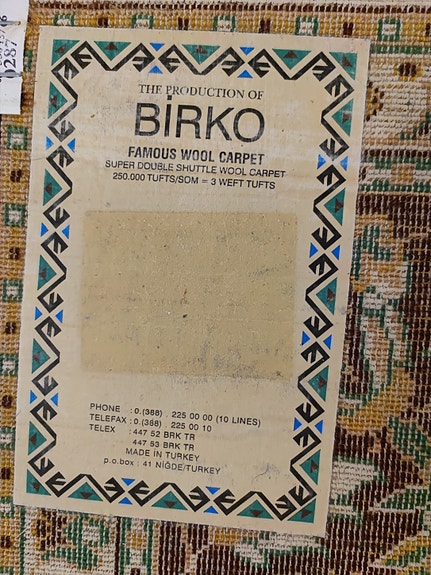 0287
THE PRODUCTION OF
BİRKO
FAMOUS WOOL CARPET
SUPER DOUBLE SHUTTLE WOOL CARPET
250.000 TUFTS/SOM = 3 WEFT TUFTS
PHONE : 0.(388) . 225 00 00 (10 LINES)
TELEFAX : 0.(388) 225 00 10
TELEX : 447 52 BRK TR
447 53 BRK TR
MADE IN TURKEY
p.o.box : 41 NİĞDE/TURKEY